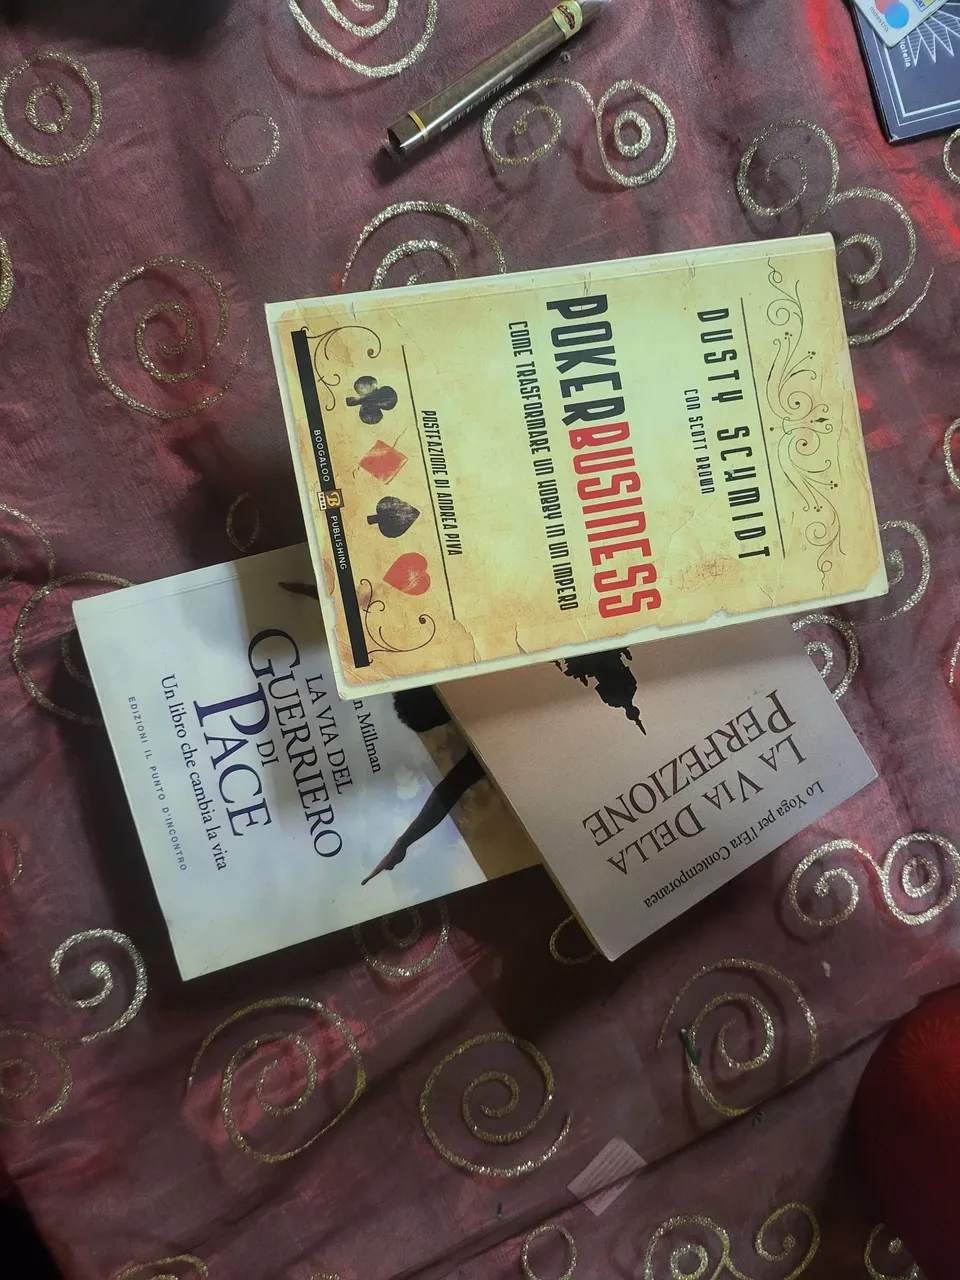 DUSTY SCHMIDT
CON SCOTT BROWN
POKERBUSINESS
COME TRASFORMARE UN HOBBY IN UN IMPERO
POSTFAZIONE DI ANDREA PIVA
BOOGALOO
PUBLISHING
n Millman
LA VIA DEL
GUERRIERO
DI
PACE
Un libro che cambia la vita
EDIZIONI IL PUNTO D'INCONTRO
LA VIA DELLA
PERFEZIONE
Lo Yoga per l'Era Contemporanea
maestro